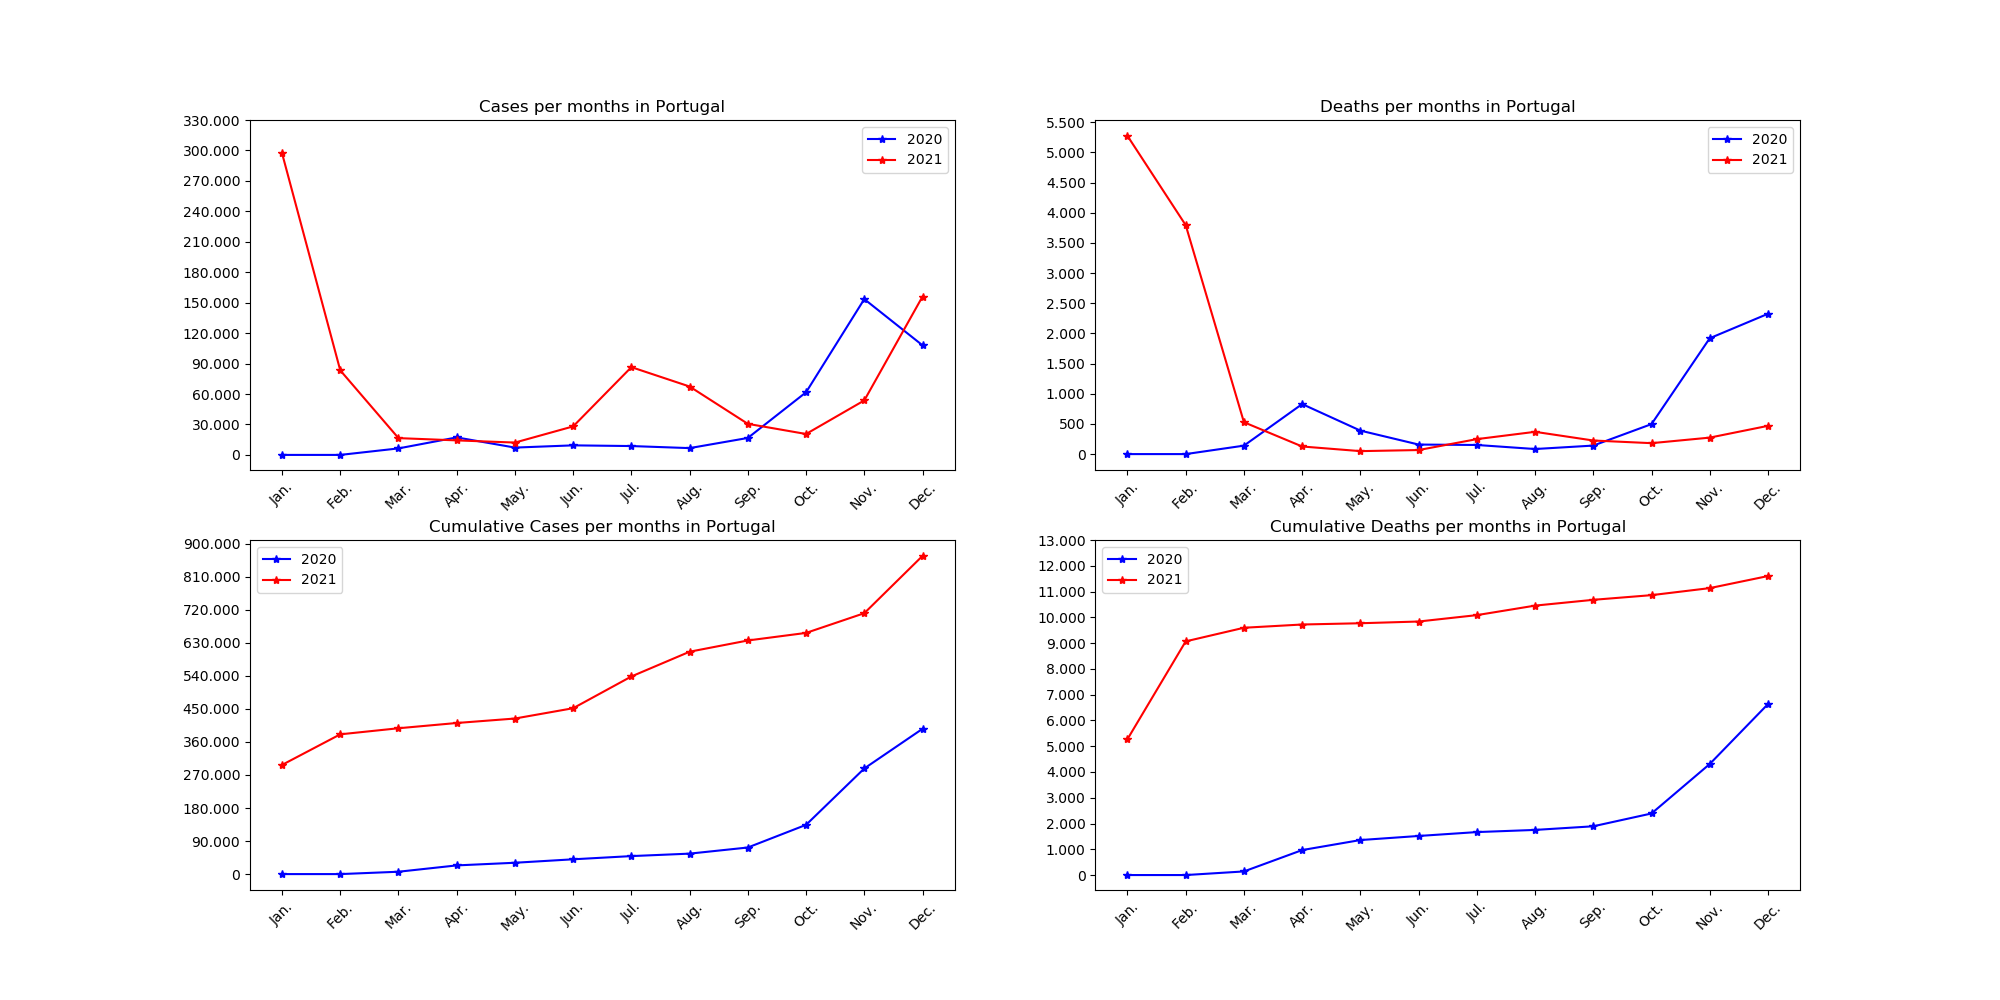 Cases per months in Portugal
330.000
300.000
270.000
240.000
210.000
180.000
150.000
120.000
90.000
60.000
30.000
0
2020
2021
Jan.
Feb.
Mar.
Apr.
May.
Jun.
Jul.
Aug.
Sep.
Oct.
Nov.
Dec.
Deaths per months in Portugal
5.500
5.000
4.500
4.000
3.500
3.000
2.500
2.000
1.500
1.000
500
0
2020
2021
Jan.
Feb.
Mar.
Apr.
May.
Jun.
Jul.
Aug.
Sep.
Oct.
Nov.
Dec.
Cumulative Cases per months in Portugal
900.000
810.000
720.000
630.000
540.000
450.000
360.000
270.000
180.000
90.000
0
2020
2021
Jan.
Feb.
Mar.
Apr.
May.
Jun.
Jul.
Aug.
Sep.
Oct.
Nov.
Dec.
Cumulative Deaths per months in Portugal
13.000
12.000
11.000
10.000
9.000
8.000
7.000
6.000
5.000
4.000
3.000
2.000
1.000
0
2020
2021
Jan.
Feb.
Mar.
Apr.
May.
Jun.
Jul.
Aug.
Sep.
Oct.
Nov.
Dec.